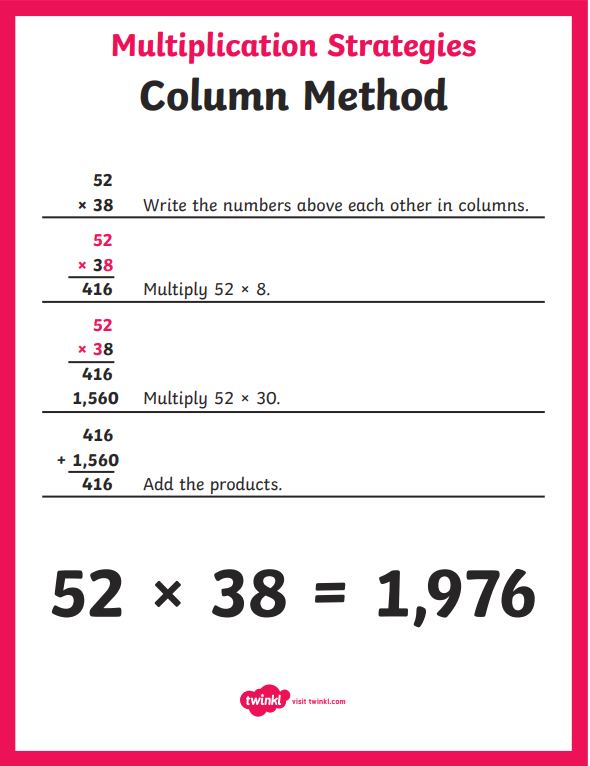 Multiplication Strategies
Column Method
52
× 38 Write the numbers above each other in columns.
52
× 38
416 Multiply 52 × 8.
52
× 38
416
1,560 Multiply 52 × 30.
416
+ 1,560
416 Add the products.
52 × 38 = 1,976
twinkl visit twinkl.com